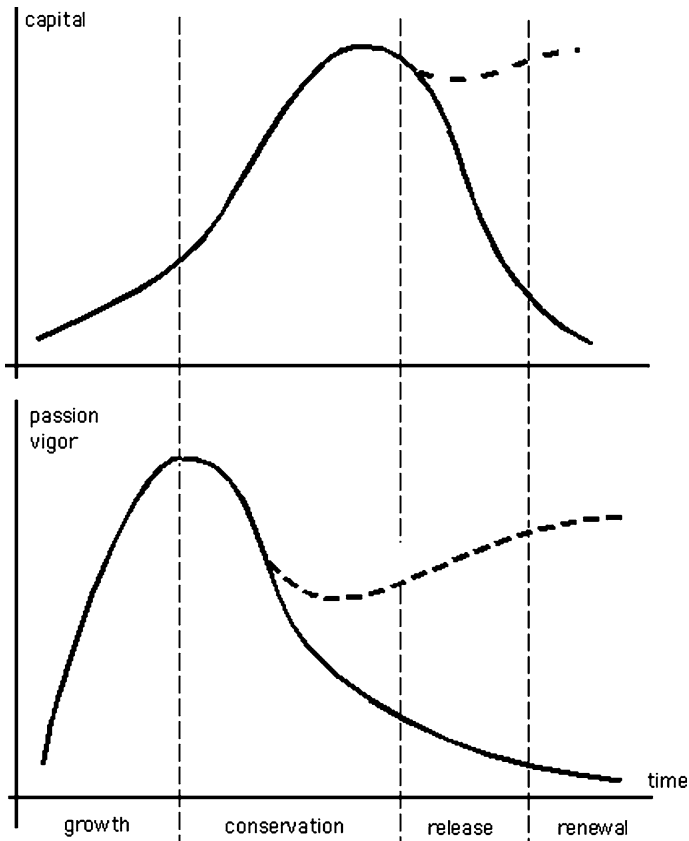 capital
passion
vigor
time
growth conservation release renewal